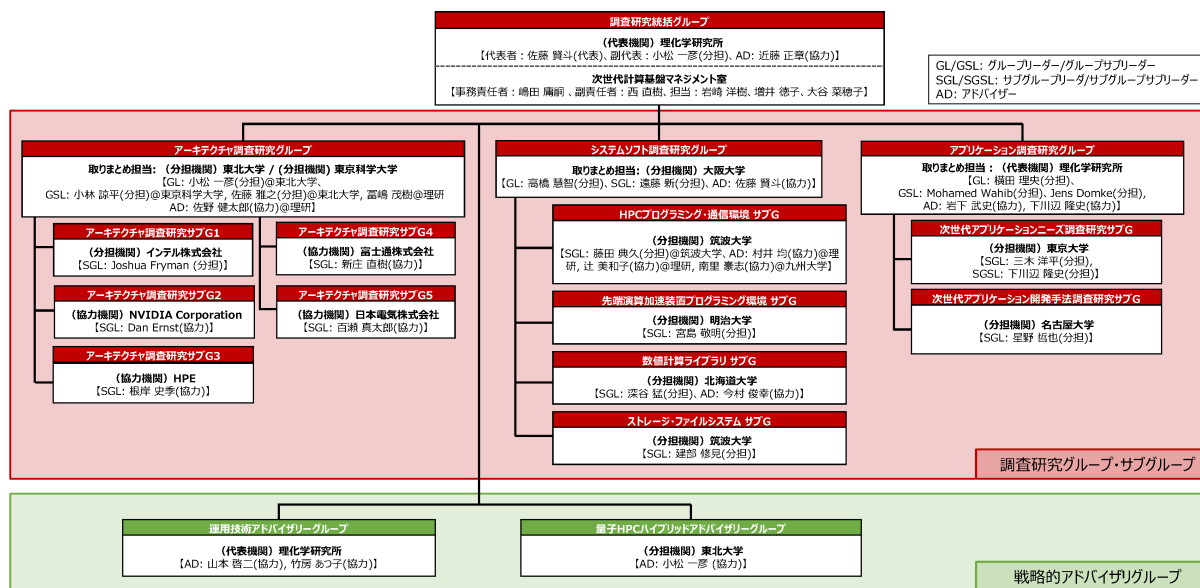 調査研究統括グループ
(代表機関) 理化学研究所
【代表者：佐藤 賢斗(代表)、副代表：小松 一彦(分担)、AD: 近藤 正章(協力)】
次世代計算基盤マネジメント室
【事務責任者：嶋田 庸嗣 、副責任者：西 直樹、担当：岩崎 洋樹、増井 徳子、大谷 菜穂子】
GL/GSL: グループリーダー/グループサブリーダー
SGL/SGSL: サブグループリーダ/サブグループサブリーダー
AD: アドバイザー
アーキテクチャ調査研究グループ
取りまとめ担当: (分担機関) 東北大学 / (分担機関) 東京科学大学
【GL: 小松 一彦(分担)@東北大学、
GSL: 小林 諒平(分担)@東京科学大学, 佐藤 雅之(分担)@東北大学, 冨嶋 茂樹@理研
AD: 佐野 健太郎(協力)@理研】
アーキテクチャ調査研究サブG1
(分担機関) インテル株式会社
【SGL: Joshua Fryman (分担)】
アーキテクチャ調査研究サブG2
(協力機関) NVIDIA Corporation
【SGL: Dan Ernst(協力)】
アーキテクチャ調査研究サブG3
(協力機関) HPE
【SGL: 根岸 史季(協力)】
アーキテクチャ調査研究サブG4
(協力機関) 富士通株式会社
【SGL: 新庄 直樹(協力)】
アーキテクチャ調査研究サブG5
(協力機関) 日本電気株式会社
【SGL: 百瀬 真太郎(協力)】
システムソフト調査研究グループ
取りまとめ担当: (分担機関) 大阪大学
【GL: 高橋 慧智(分担)、SGL: 遠藤 新(分担)、AD: 佐藤 賢斗(協力)】
HPCプログラミング・通信環境 サブG
(分担機関) 筑波大学
【SGL: 藤田 典久(分担)@筑波大学、AD: 村井 均(協力)@理
研, 辻 美和子(協力)@理研, 南里 豪志(協力)@九州大学】
先端演算加速装置プログラミング環境 サブG
(分担機関) 明治大学
【SGL: 宮島 敬明(分担)】
数値計算ライブラリ サブG
(分担機関) 北海道大学
【SGL: 深谷 猛(分担)、AD: 今村 俊幸(協力)】
ストレージ・ファイルシステム サブG
(分担機関) 筑波大学
【SGL: 建部 修見(分担)】
アプリケーション調査研究グループ
取りまとめ担当: (代表機関) 理化学研究所
【GL: 横田 理央(分担)、
GSL: Mohamed Wahib(分担)、Jens Domke(分担),
AD: 岩下 武史(協力), 下川辺 隆史(協力)】
次世代アプリケーションニーズ調査研究サブG
(分担機関) 東京大学
【SGL: 三木 洋平(分担),
SGSL: 下川辺 隆史(分担)】
次世代アプリケーション開発手法調査研究サブG
(分担機関) 名古屋大学
【SGL: 星野 哲也(分担)】
調査研究グループ・サブグループ
運用技術アドバイザリーグループ
(代表機関) 理化学研究所
【AD: 山本 啓二(協力), 竹房 あつ子(協力)】
量子HPCハイブリッドアドバイザリーグループ
(分担機関) 東北大学
【AD: 小松 一彦 (協力)】
戦略的アドバイザリグループ